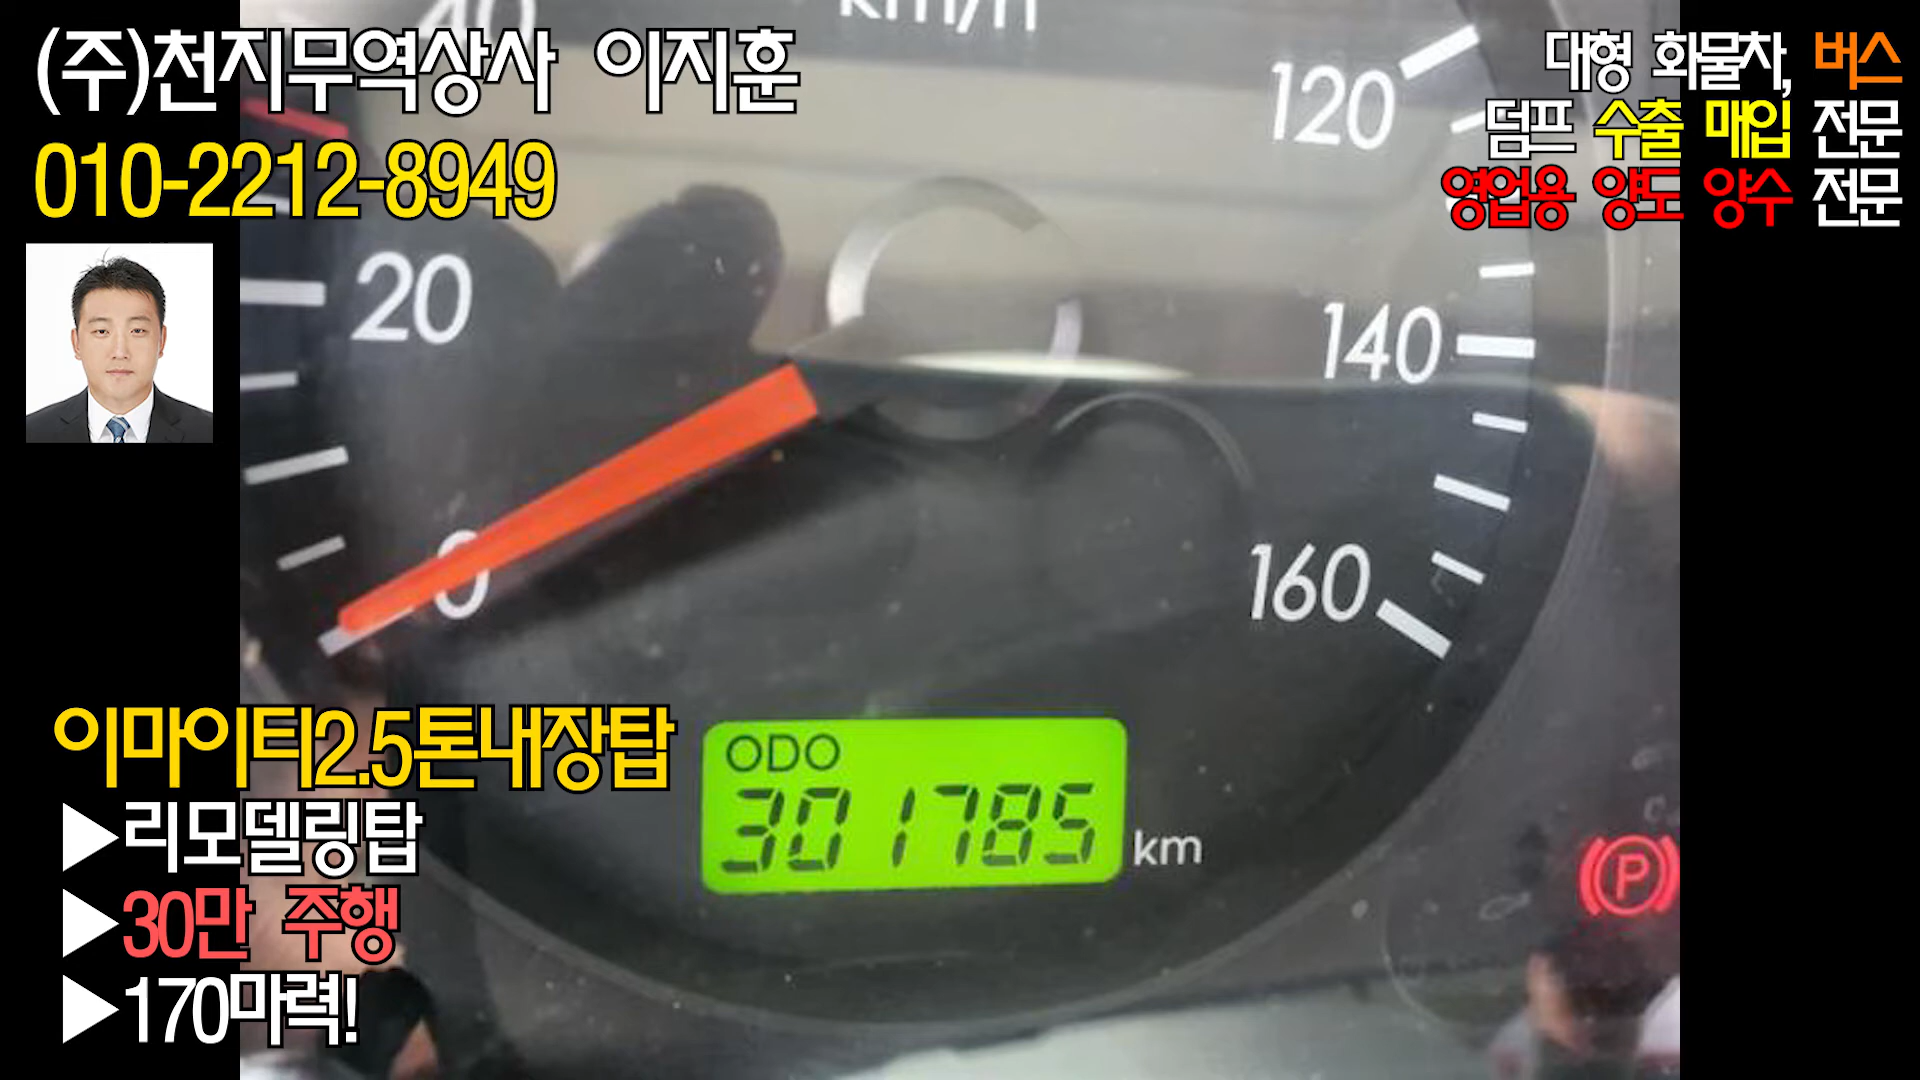 (주)천지무역상사 이지훈
010-2212-8949
대형 화물차, 버스
덤프 수출 매입 전문
영업용 양도 양수 전문
40
km/h
120
20
140
0
160
이마이티2.5톤내장탑
▶리모델링탑
▶30만 주행
▶170마력!
ODO
301785 km
P